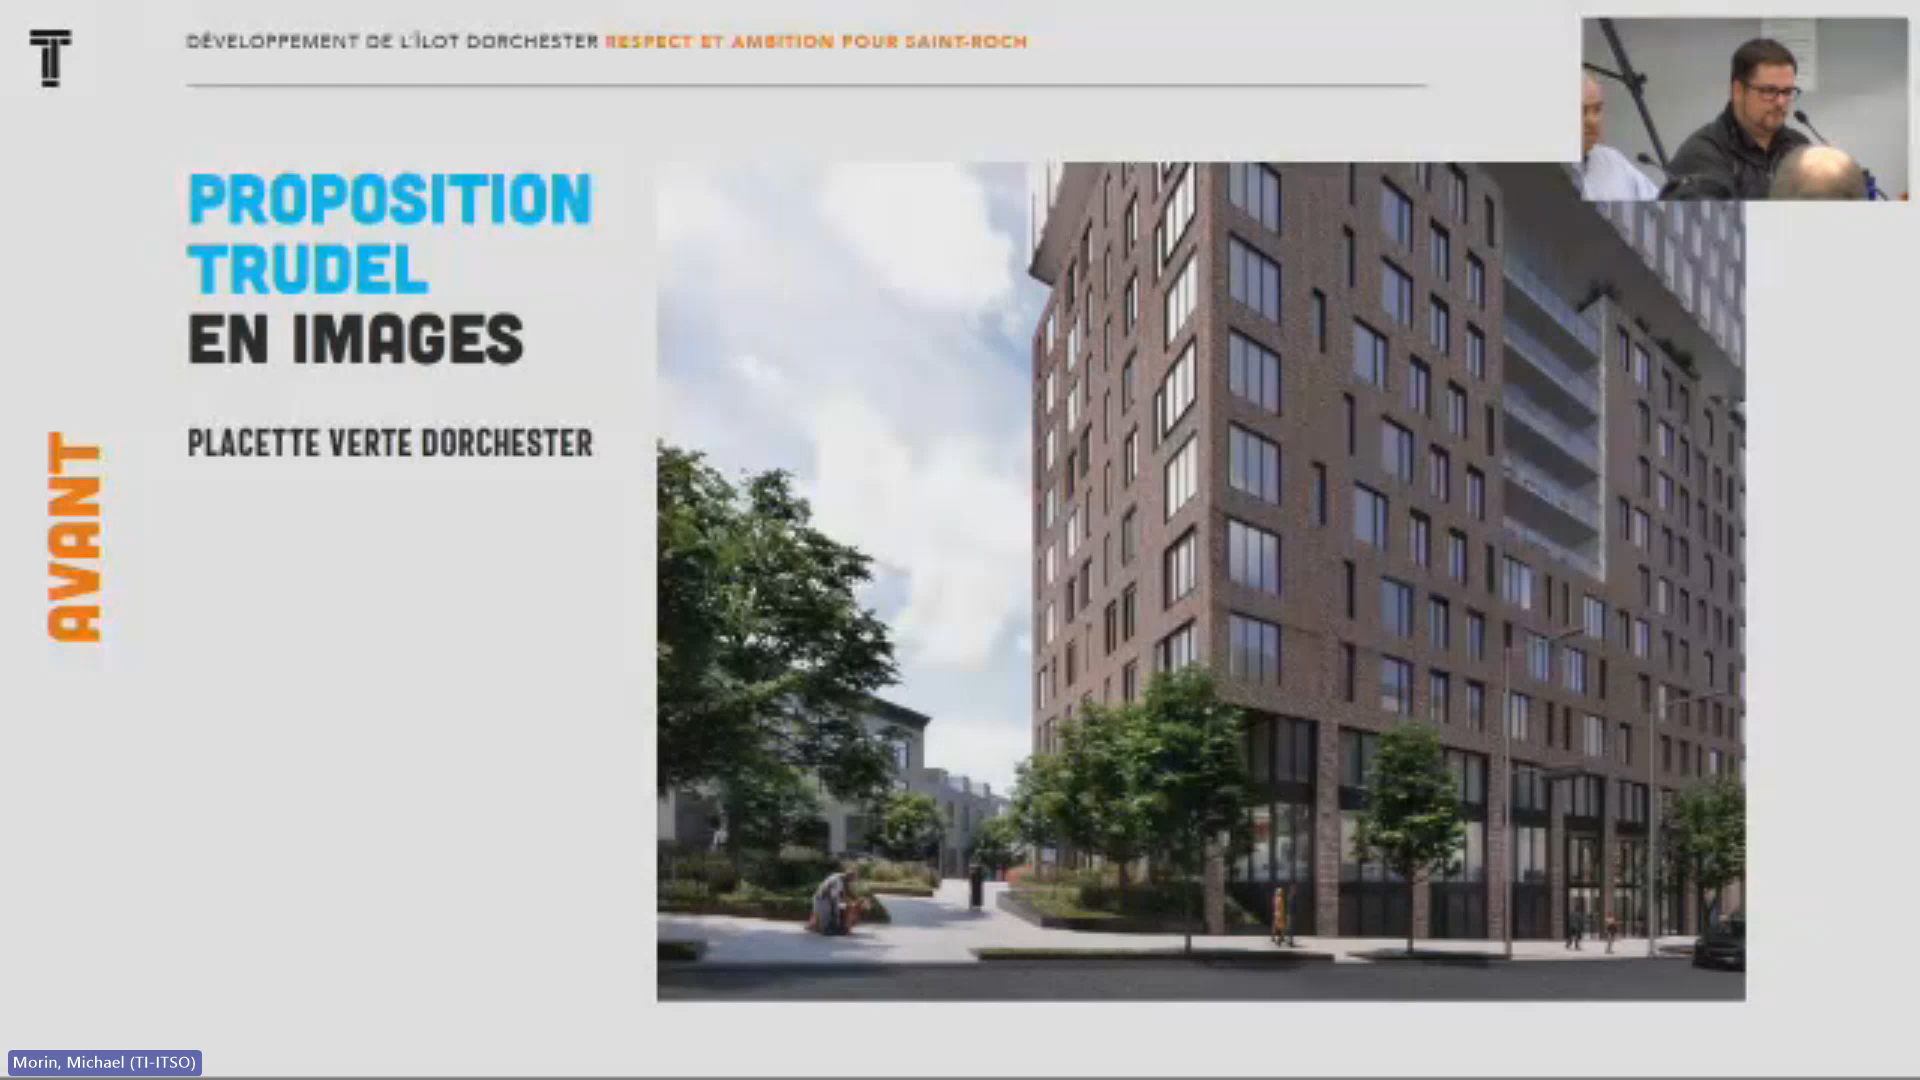 DÉVELOPPEMENT DE L'ÎLOT DORCHESTER RESPECT ET AMBITION POUR SAINT-ROCH
PROPOSITION
TRUDEL
EN IMAGES
PLACETTE VERTE DORCHESTER
AVANT
Morin, Michael (TI-ITSO)